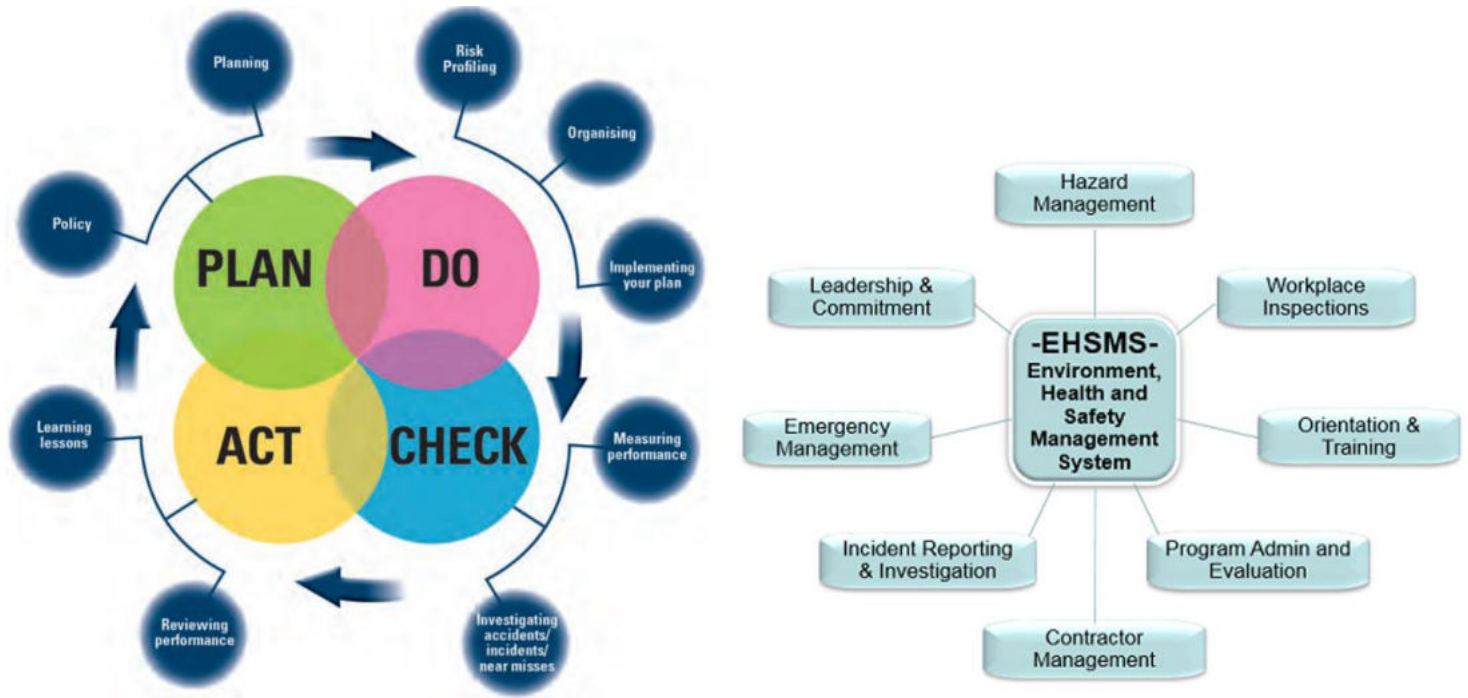 Planning
Risk
Profiling
Organising
Policy
PLAN
DO
Implementing
your plan
Learning
lessons
ACT
CHECK
Measuring
performance
Reviewing
performance
Investigating
accidents/
incidents/
near misses
Hazard
Management
Leadership &
Commitment
Workplace
Inspections
-EHSMS-
Environment,
Health and
Safety
Management
System
Emergency
Management
Orientation &
Training
Incident Reporting
& Investigation
Program Admin and
Evaluation
Contractor
Management